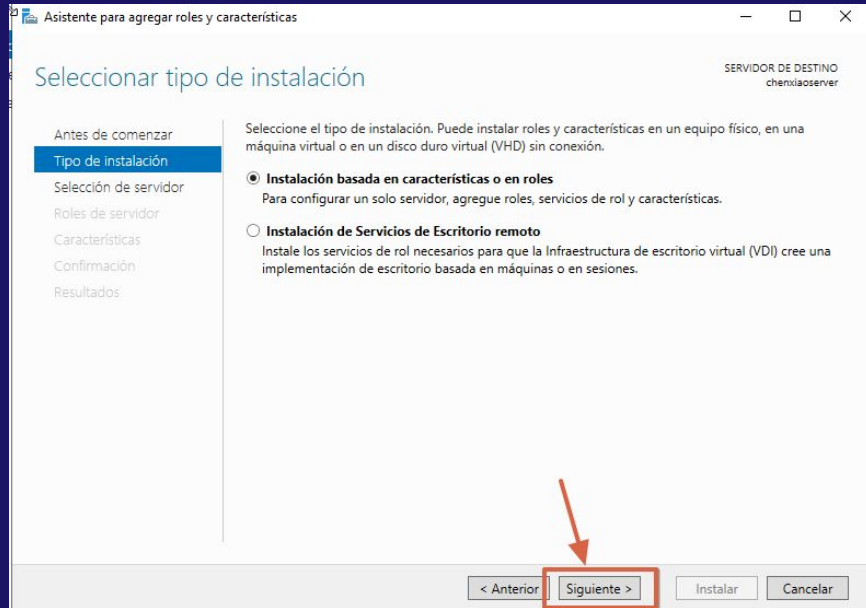 Asistente para agregar roles y características
Seleccionar tipo de instalación
SERVIDOR DE DESTINO
chenxiaoserver
Antes de comenzar
Tipo de instalación
Selección de servidor
Roles de servidor
Características
Confirmación
Resultados
Seleccione el tipo de instalación. Puede instalar roles y características en un equipo físico, en una
máquina virtual o en un disco duro virtual (VHD) sin conexión.
Instalación basada en características o en roles
Para configurar un solo servidor, agregue roles, servicios de rol y características.
Instalación de Servicios de Escritorio remoto
Instale los servicios de rol necesarios para que la Infraestructura de escritorio virtual (VDI) cree una
implementación de escritorio basada en máquinas o en sesiones.
< Anterior
Siguiente >
Instalar
Cancelar